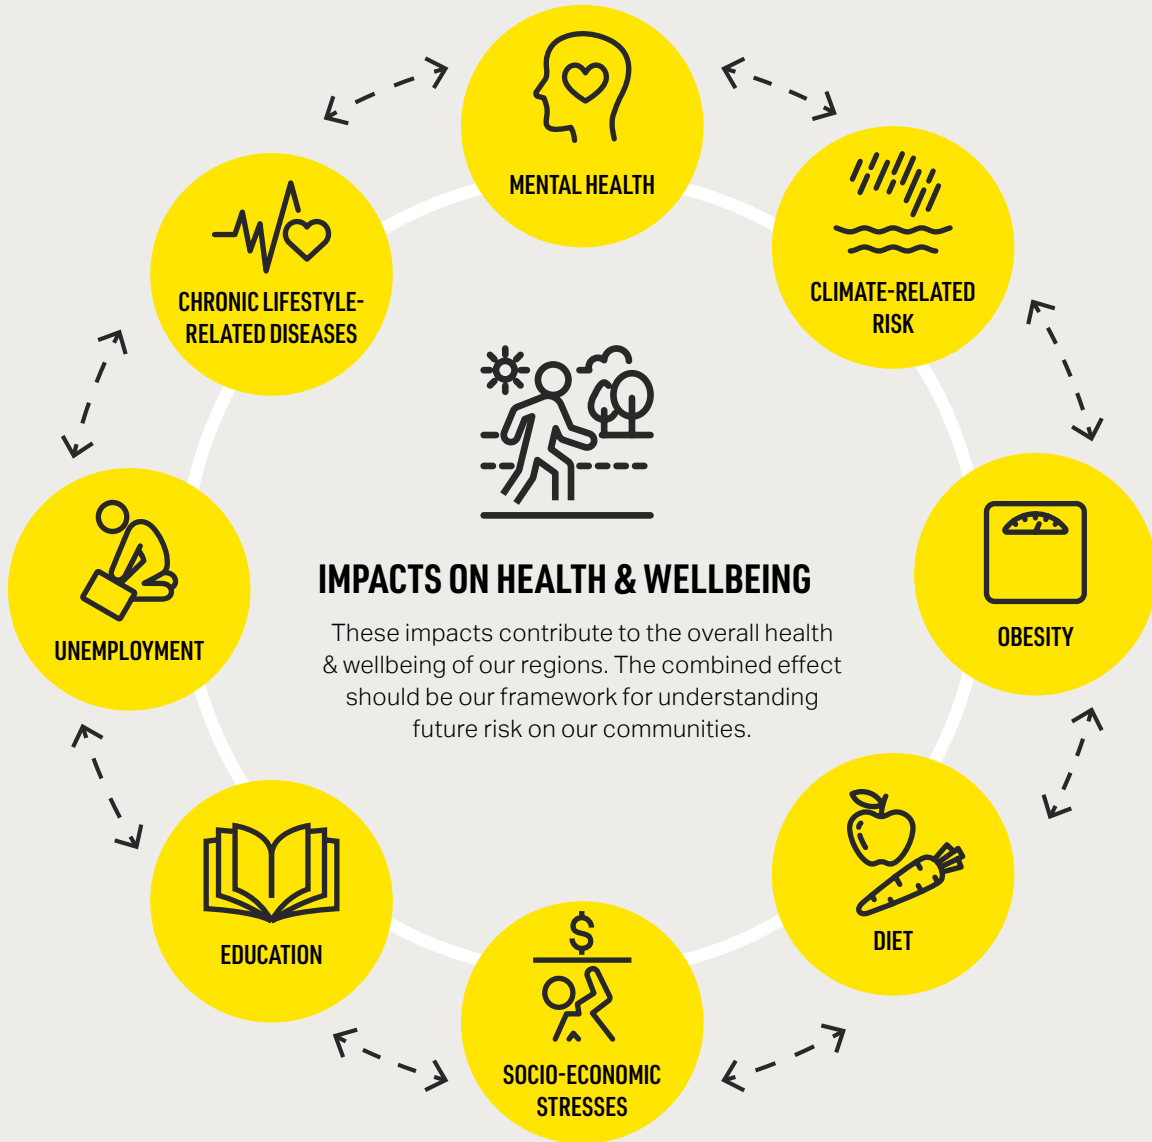 MENTAL HEALTH
CLIMATE-RELATED
RISK
OBESITY
DIET
$
SOCIO-ECONOMIC
STRESSES
EDUCATION
UNEMPLOYMENT
CHRONIC LIFESTYLE-
RELATED DISEASES
IMPACTS ON HEALTH & WELLBEING
These impacts contribute to the overall health
& wellbeing of our regions. The combined effect
should be our framework for understanding
future risk on our communities.